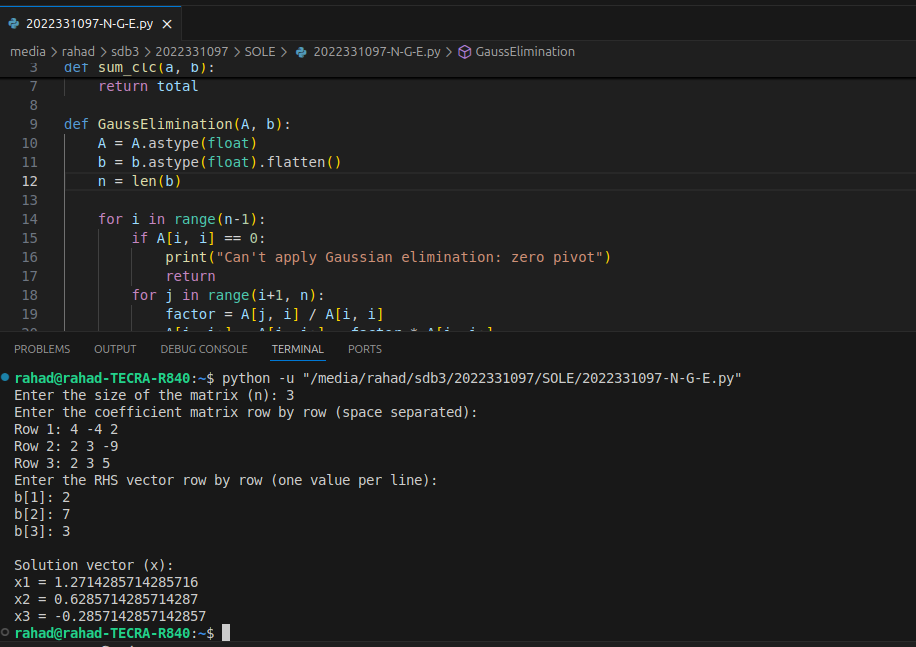 2022331097-N-G-E.py
media > rahad > sdb3 > 2022331097 > SOLE > 2022331097-N-G-E.py > GaussElimination
3 def sum_clc(a, b):
7 return total
8
9 def GaussElimination(A, b):
10 A = A.astype(float)
11 b = b.astype(float).flatten()
12 n = len(b)
13
14 for i in range(n-1):
15 if A[i, i] == 0:
16 print("Can't apply Gaussian elimination: zero pivot")
17 return
18 for j in range(i+1, n):
19 factor = A[j, i] / A[i, i]
PROBLEMS OUTPUT DEBUG CONSOLE TERMINAL PORTS
rahad@rahad-TECRA-R840:~$ python -u "/media/rahad/sdb3/2022331097/SOLE/2022331097-N-G-E.py"
Enter the size of the matrix (n): 3
Enter the coefficient matrix row by row (space separated):
Row 1: 4 -4 2
Row 2: 2 3 -9
Row 3: 2 3 5
Enter the RHS vector row by row (one value per line):
b[1]: 2
b[2]: 7
b[3]: 3
Solution vector (x):
x1 = 1.2714285714285716
x2 = 0.6285714285714287
x3 = -0.2857142857142857
rahad@rahad-TECRA-R840:~$